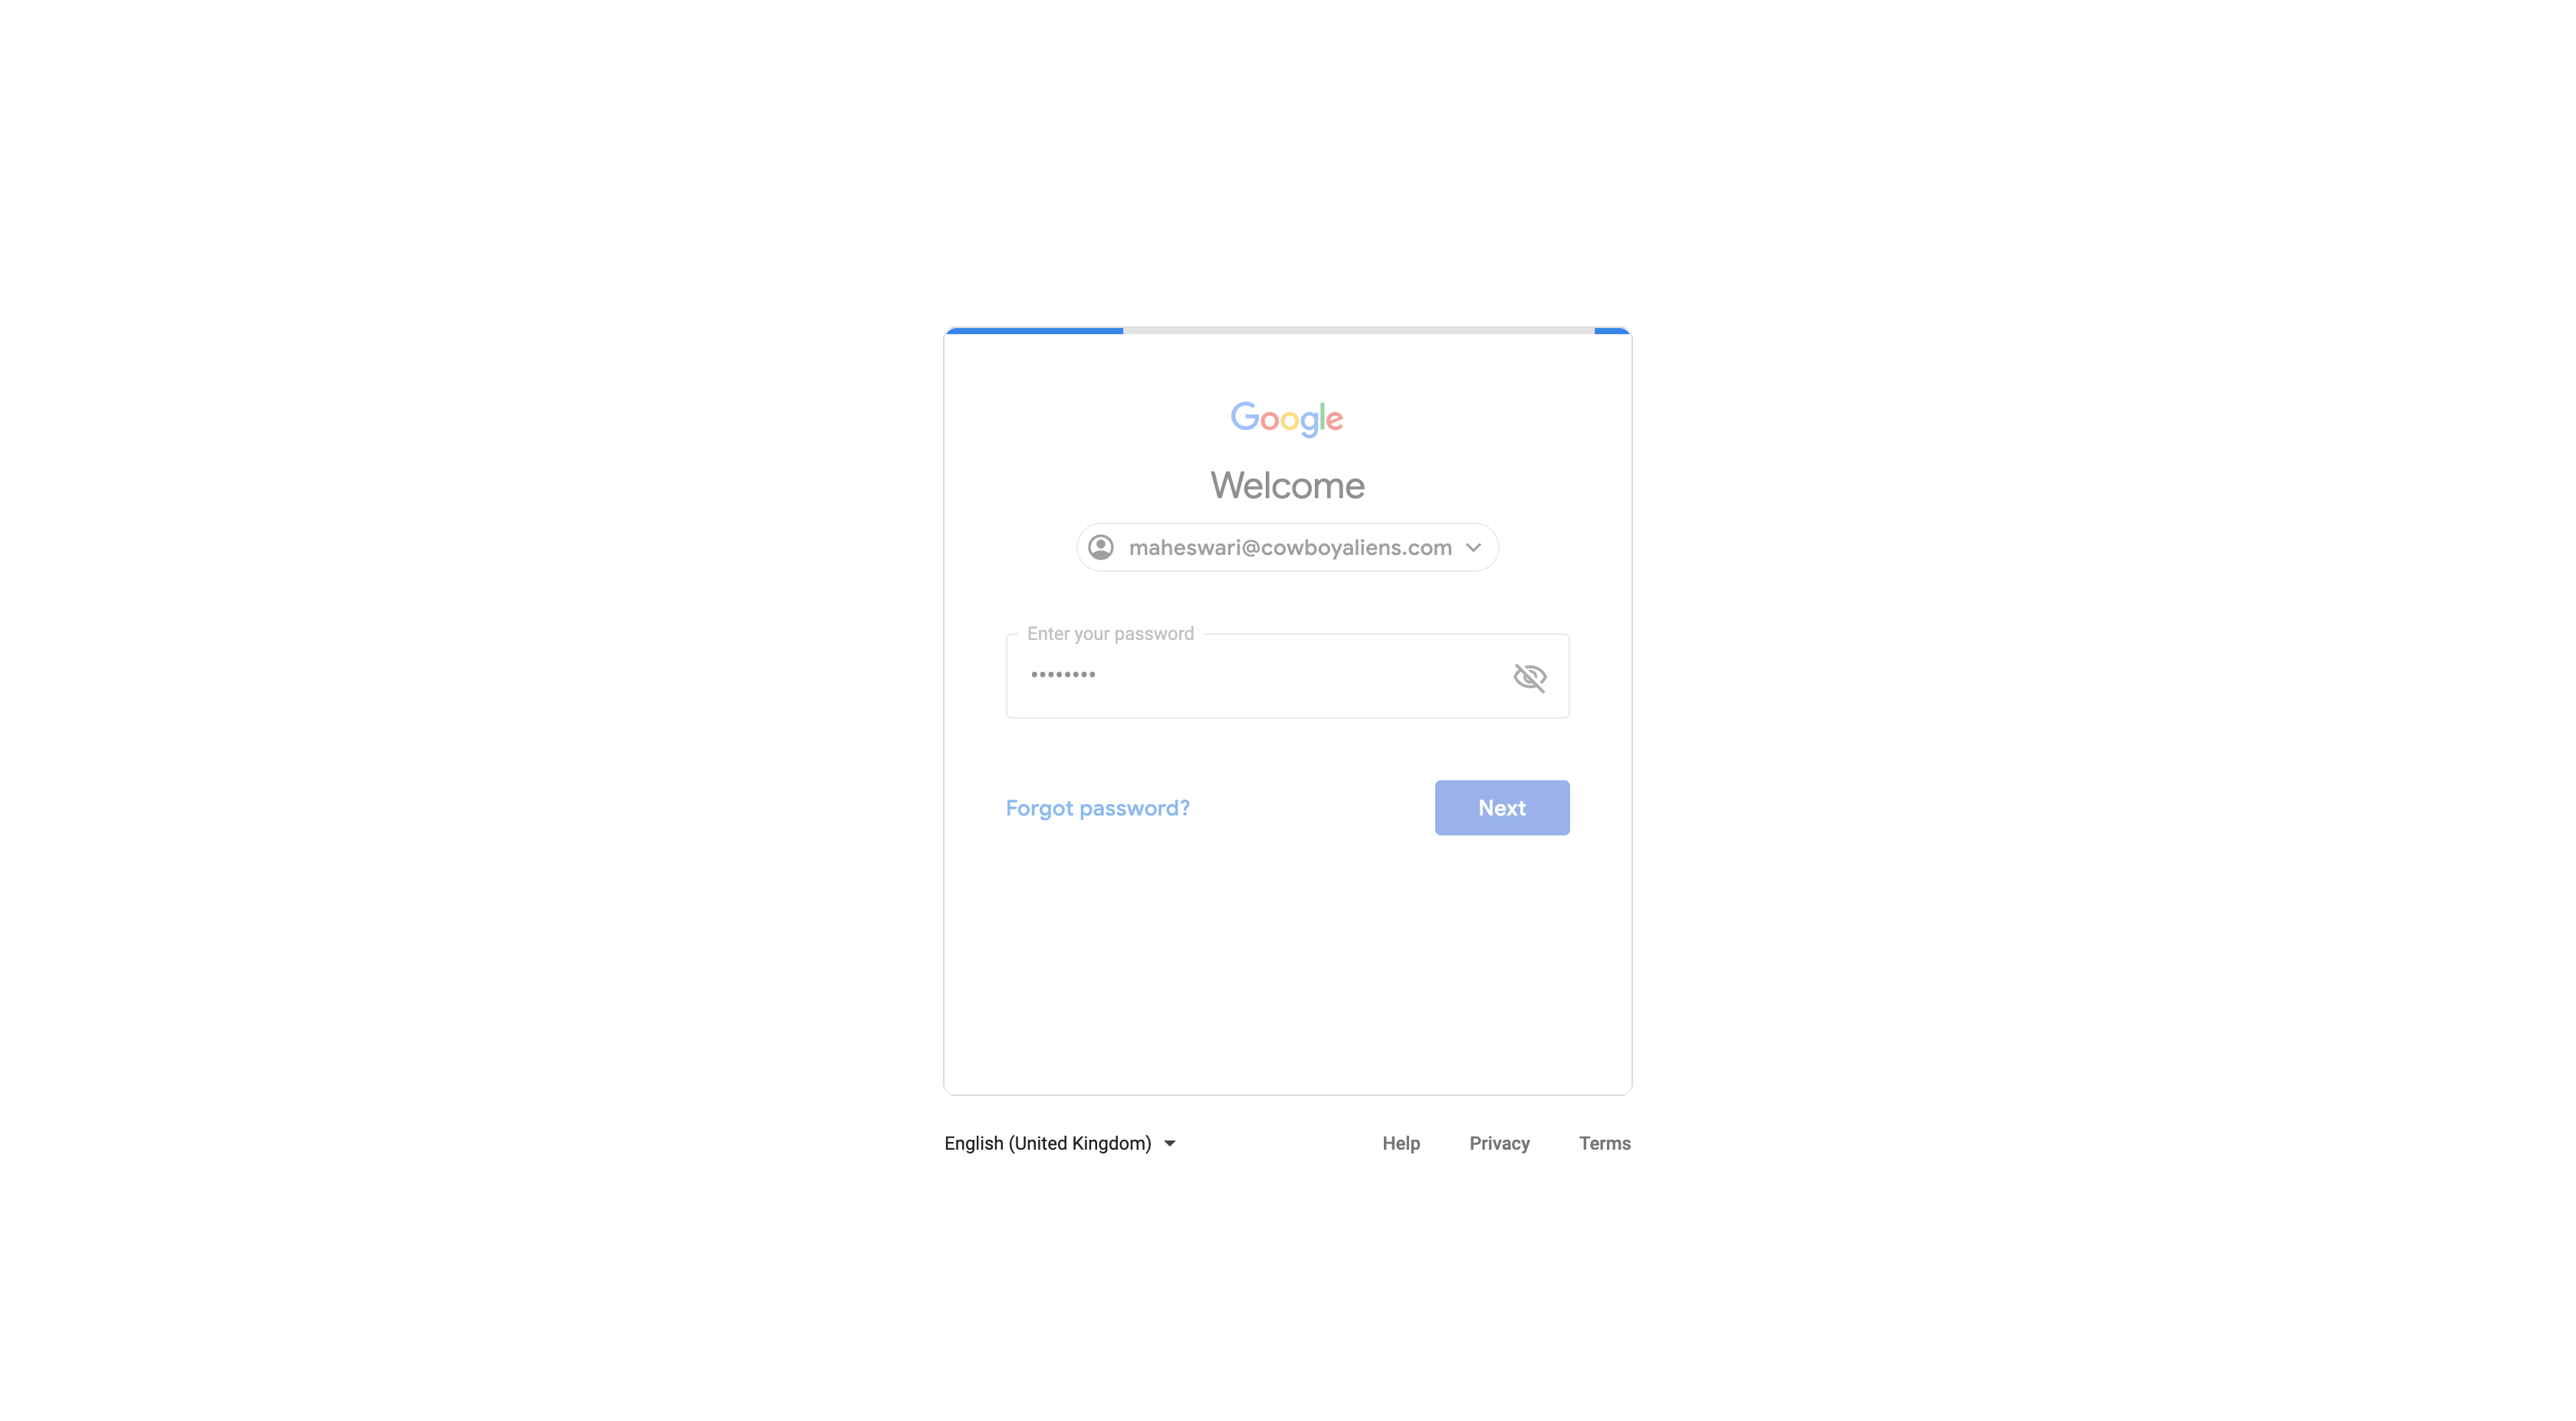 Google
Welcome
maheswari@cowboyaliens.com
Enter your password
••••••••
Forgot password?
Next
English (United Kingdom)
Help
Privacy
Terms